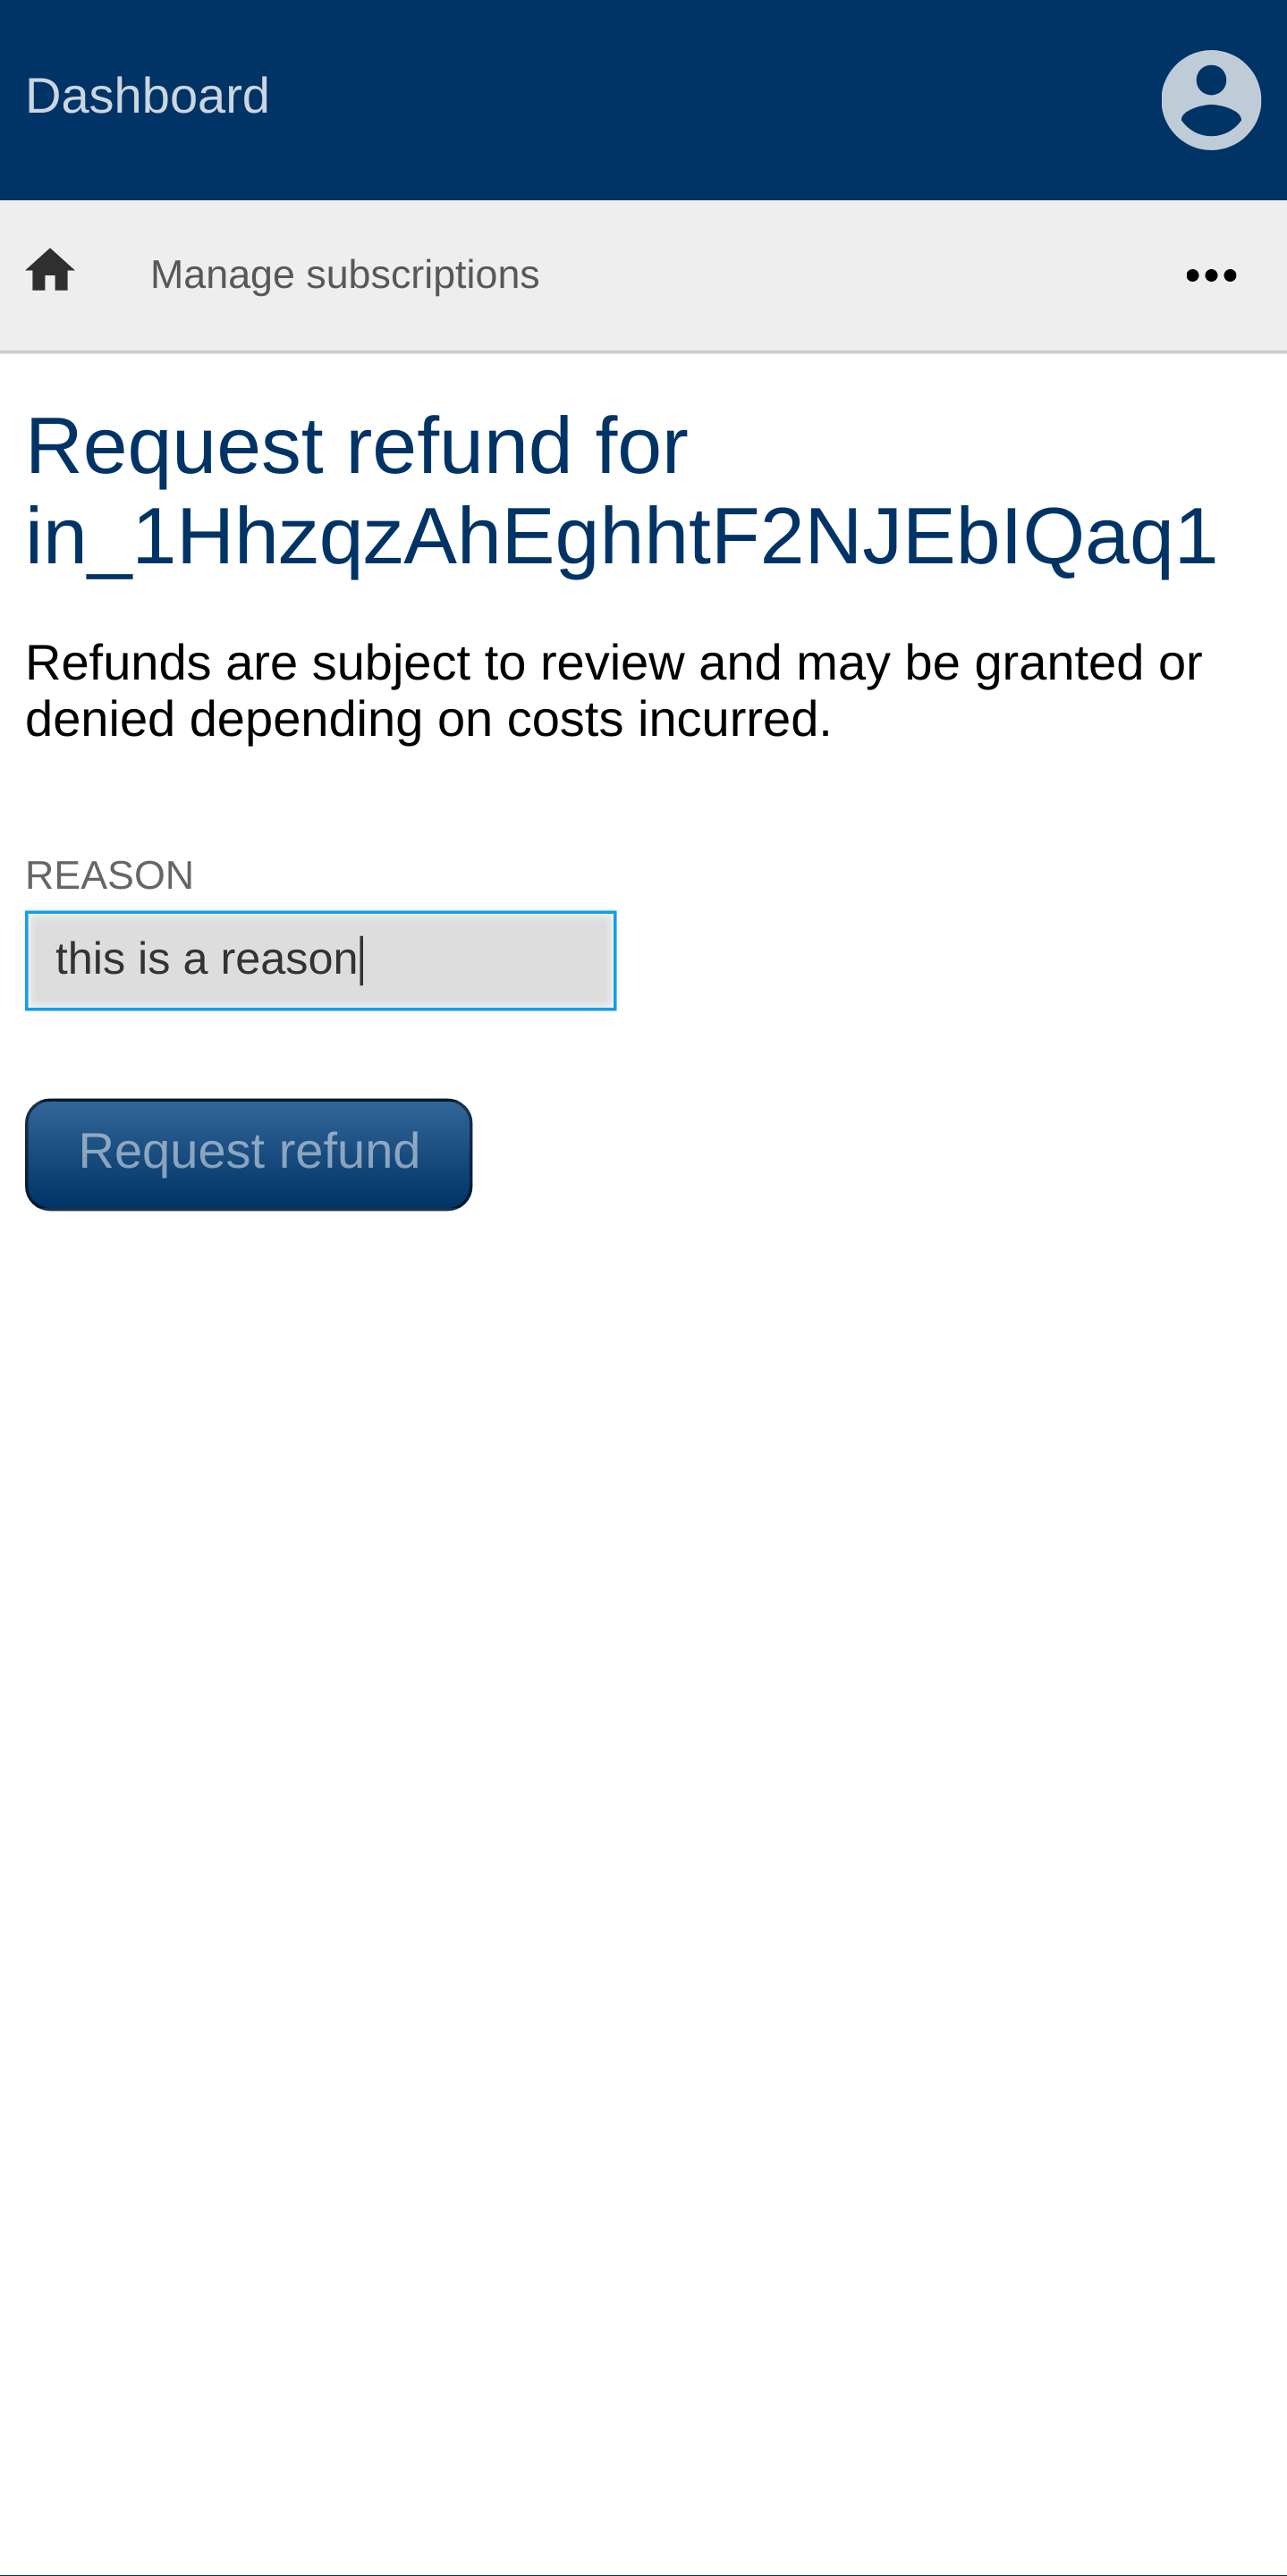 Dashboard
Manage subscriptions
Request refund for
in_1HhzqzAhEghhtF2NJEbIQaq1
Refunds are subject to review and may be granted or
denied depending on costs incurred.
REASON
this is a reason
Request refund